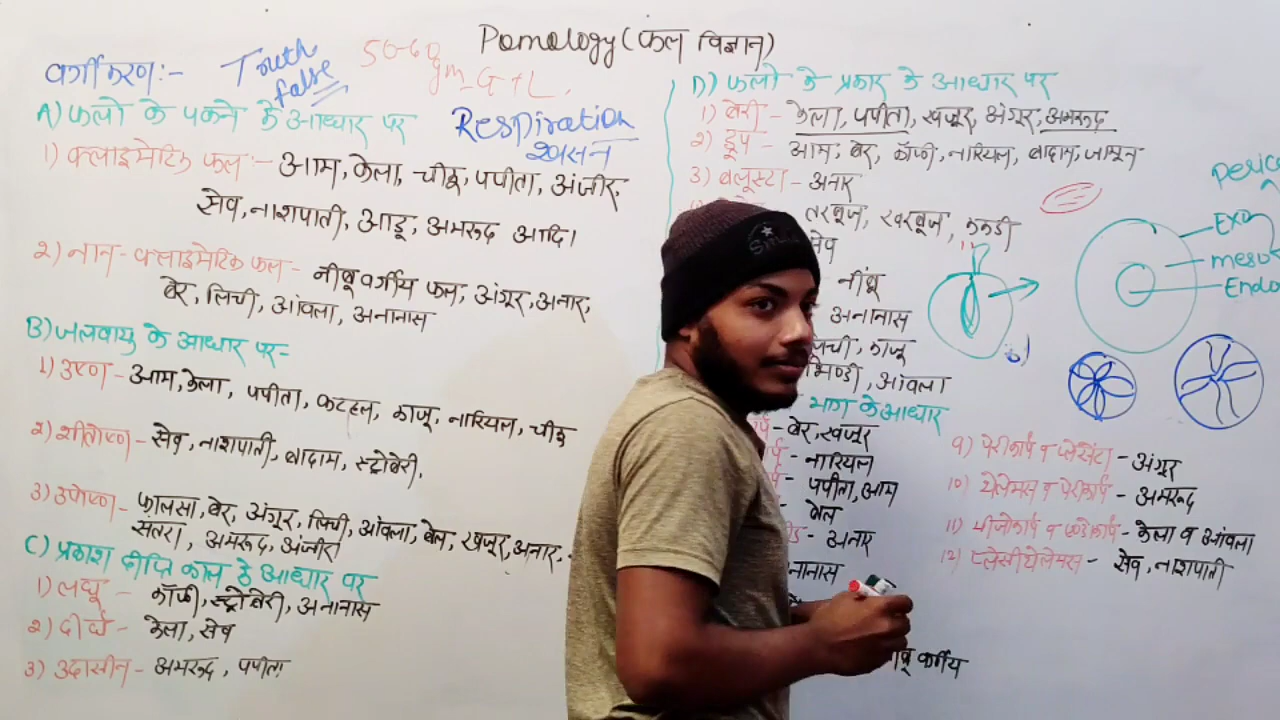 Pomology (फल विज्ञान)
वर्गीकरण:-
Truth
false
50-60
gm G+L.
Respiration
श्वसन
A) फलो के पकने के आधार पर
1) क्लाइमेटिक फल:- आम, केला, चीकू, पपीता, अंजीर,
सेव, नाशपाती, आडू, अमरूद आदि।
2) नान-क्लाइमेटिक फल- नीबू वर्गीय फल, अंगूर, अनार,
बेर, लिची, आंवला, अनानास
B) जलवायु के आधार पर-
1) उष्ण- आम, केला, पपीता, कटहल, काजू, नारियल, चीकू
2) शीतोष्ण- सेव, नाशपाती, बादाम, स्ट्रोबेरी,
3) उपोष्ण- फालसा, बेर, अंगूर, लिची, आंवला, बेल, खजूर, अनार,
संतरा, अमरूद, अंजीर
C) प्रकाश दीप्ति काल के आधार पर
1) लघू - कॉफी, स्ट्रोबेरी, अनानास
2) दीर्घ - केला, सेव
3) उदासीन- अमरूद, पपीता
D) फलो के प्रकार के आधार पर
1) बेरी - केला, पपीता, खजूर, अंगूर, अमरूद
2) ड्रूप - आम, बेर, कॉफी, नारियल, बादाम, जामुन
3) बलूस्टा - अनार
तरबूज, खरबूज, ककडी
सेव
नींबू
अनानास
काजू
भिण्डी, आंवला
भाग के आधार
- बेर, खजूर
- नारियल
- पपीता, आम
- बेल
- अनार
वर्गीय
9) पेरीकार्प व प्लेसेंटा - अंगूर
10) थेलेमस व पेरीकार्प - अमरूद
11) मीजोकार्प व एण्डोकार्प - केला व आंवला
12) प्लेसीथेलेमस - सेव, नाशपाती
Exo
meso
Endo